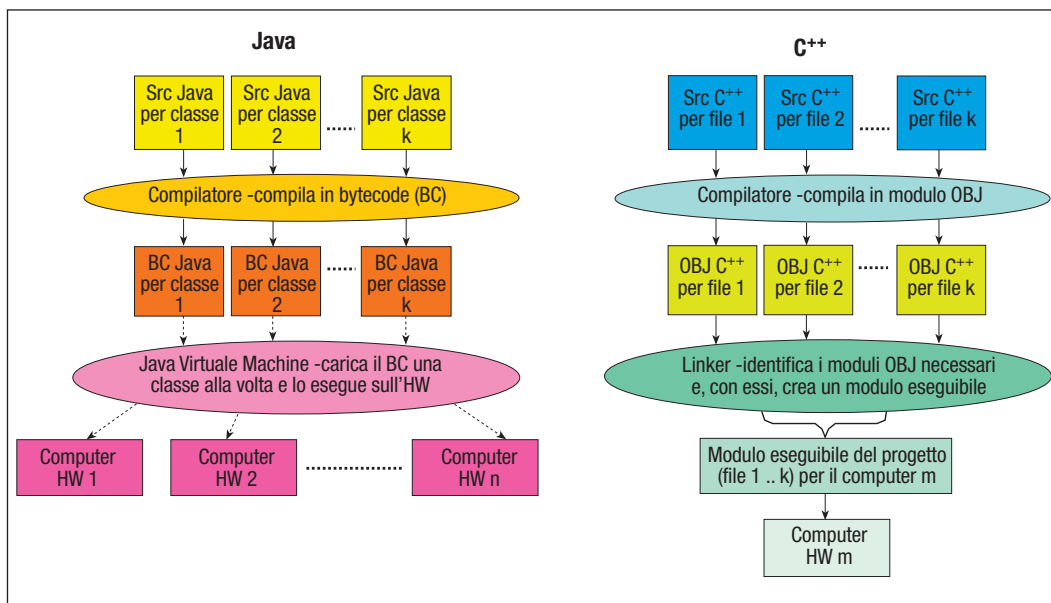 Java
C++
Src Java
per classe
1
Src Java
per classe
2
Src Java
per classe
k
Src C++
per file 1
Src C++
per file 2
Src C++
per file k
Compilatore -compila in bytecode (BC)
Compilatore -compila in modulo OBJ
BC Java
per classe
1
BC Java
per classe
2
BC Java
per classe
k
OBJ C++
per file 1
OBJ C++
per file 2
OBJ C++
per file k
Java Virtuale Machine -carica il BC una
classe alla volta e lo esegue sull'HW
Linker -identifica i moduli OBJ necessari
e, con essi, crea un modulo eseguibile
Computer
HW 1
Computer
HW 2
Computer
HW n
Modulo eseguibile del progetto
(file 1 .. k) per il computer m
Computer
HW m